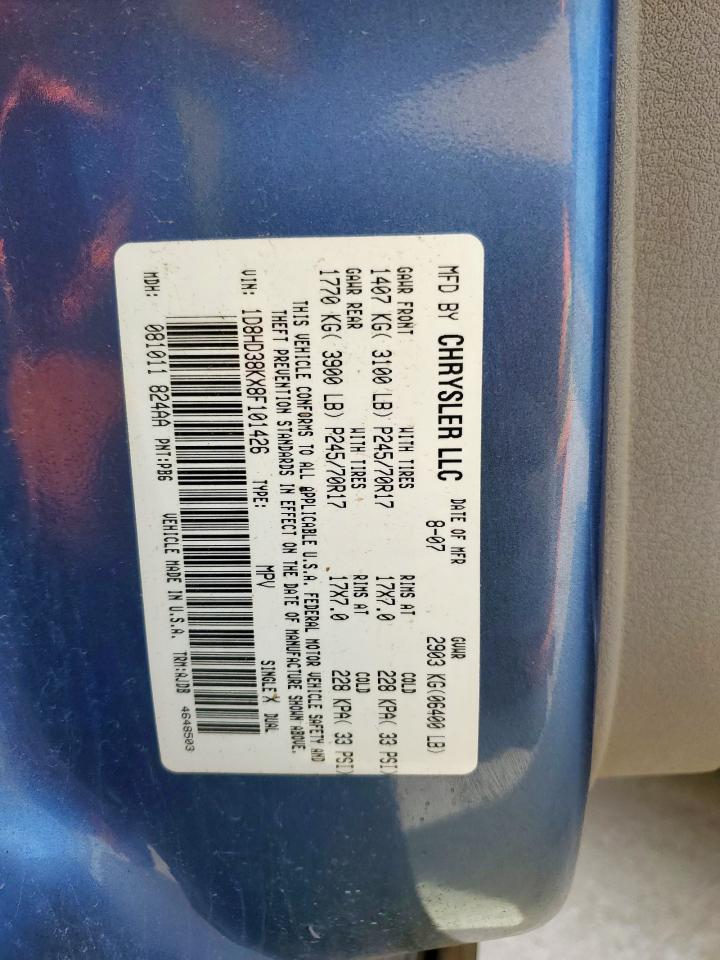 MFD BY CHRYSLER LLC DATE OF MFR 8-07 GVWR 2903 KG(06400 LB)
GAWR FRONT WITH TIRES RIMS AT COLD
1407 KG( 3100 LB) P245/70R17 17X7.0 228 KPA( 33 PSI)
GAWR REAR WITH TIRES RIMS AT COLD
1770 KG( 3900 LB) P245/70R17 17X7.0 228 KPA( 33 PSI)
THIS VEHICLE CONFORMS TO ALL APPLICABLE U.S.A. FEDERAL MOTOR VEHICLE SAFETY AND
THEFT PREVENTION STANDARDS IN EFFECT ON THE DATE OF MANUFACTURE SHOWN ABOVE.
VIN: 1D8HD38KX8F101426 TYPE: MPV SINGLE X DUAL
MDH: 081011 824AA PNT:PB6 VEHICLE MADE IN U.S.A. TRM:AJDB 4648503